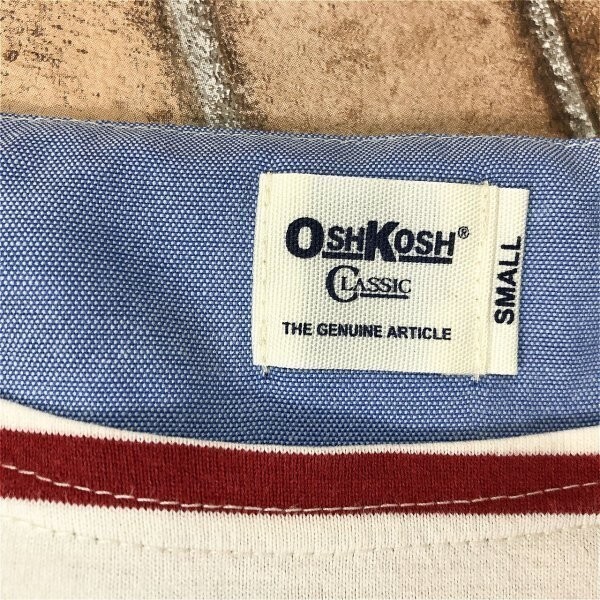 OSHKOSH®
CLASSIC
THE GENUINE ARTICLE
SMALL